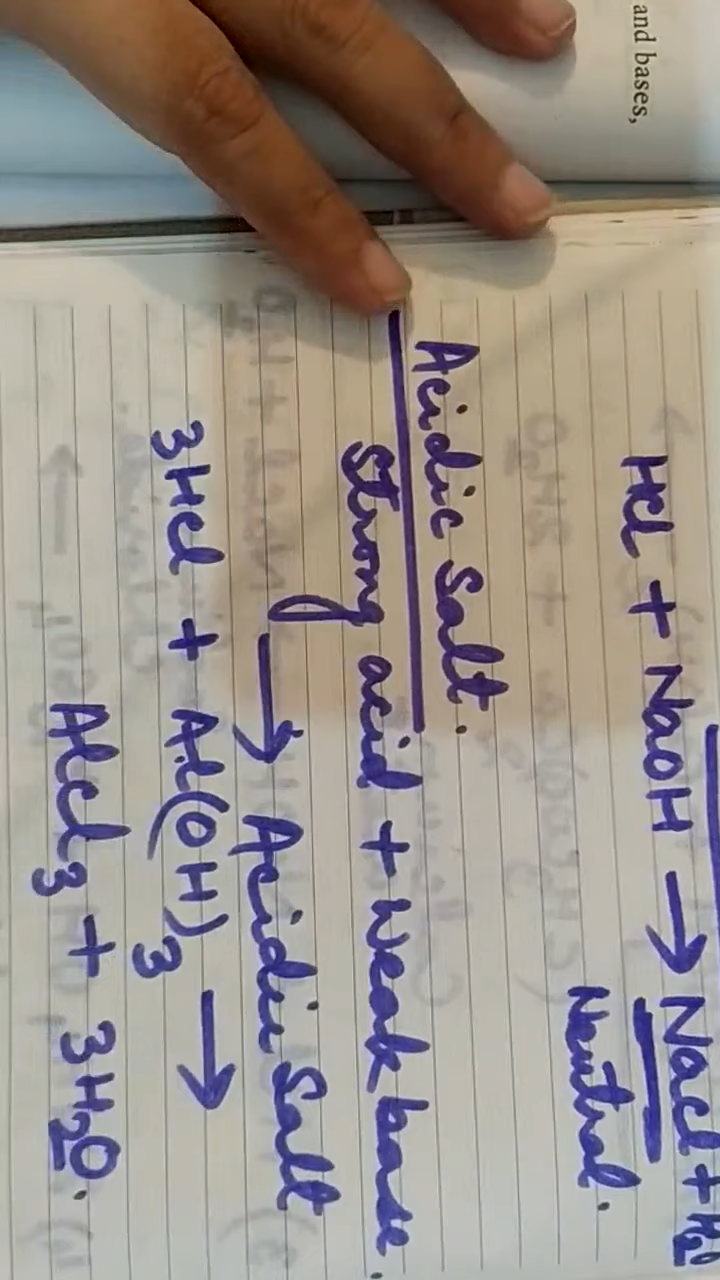 and bases,
HCl + NaOH → NaCl + H2O
Neutral.
Acidic Salt.
Strong acid + Weak base.
→ Acidic Salt
3HCl + Al(OH)3 →
AlCl3 + 3H2O.